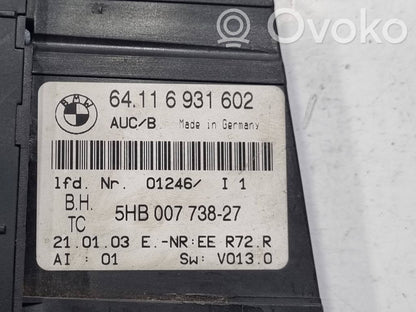 Ovoko
BMW
64.11 6 931 602
AUC/B. Made in Germany
lfd. Nr. 01246/ I 1
B.H. 5HB 007 738-27
TC
21.01.03 E.-NR:EE R72.R
AI : 01 Sw: V013.0